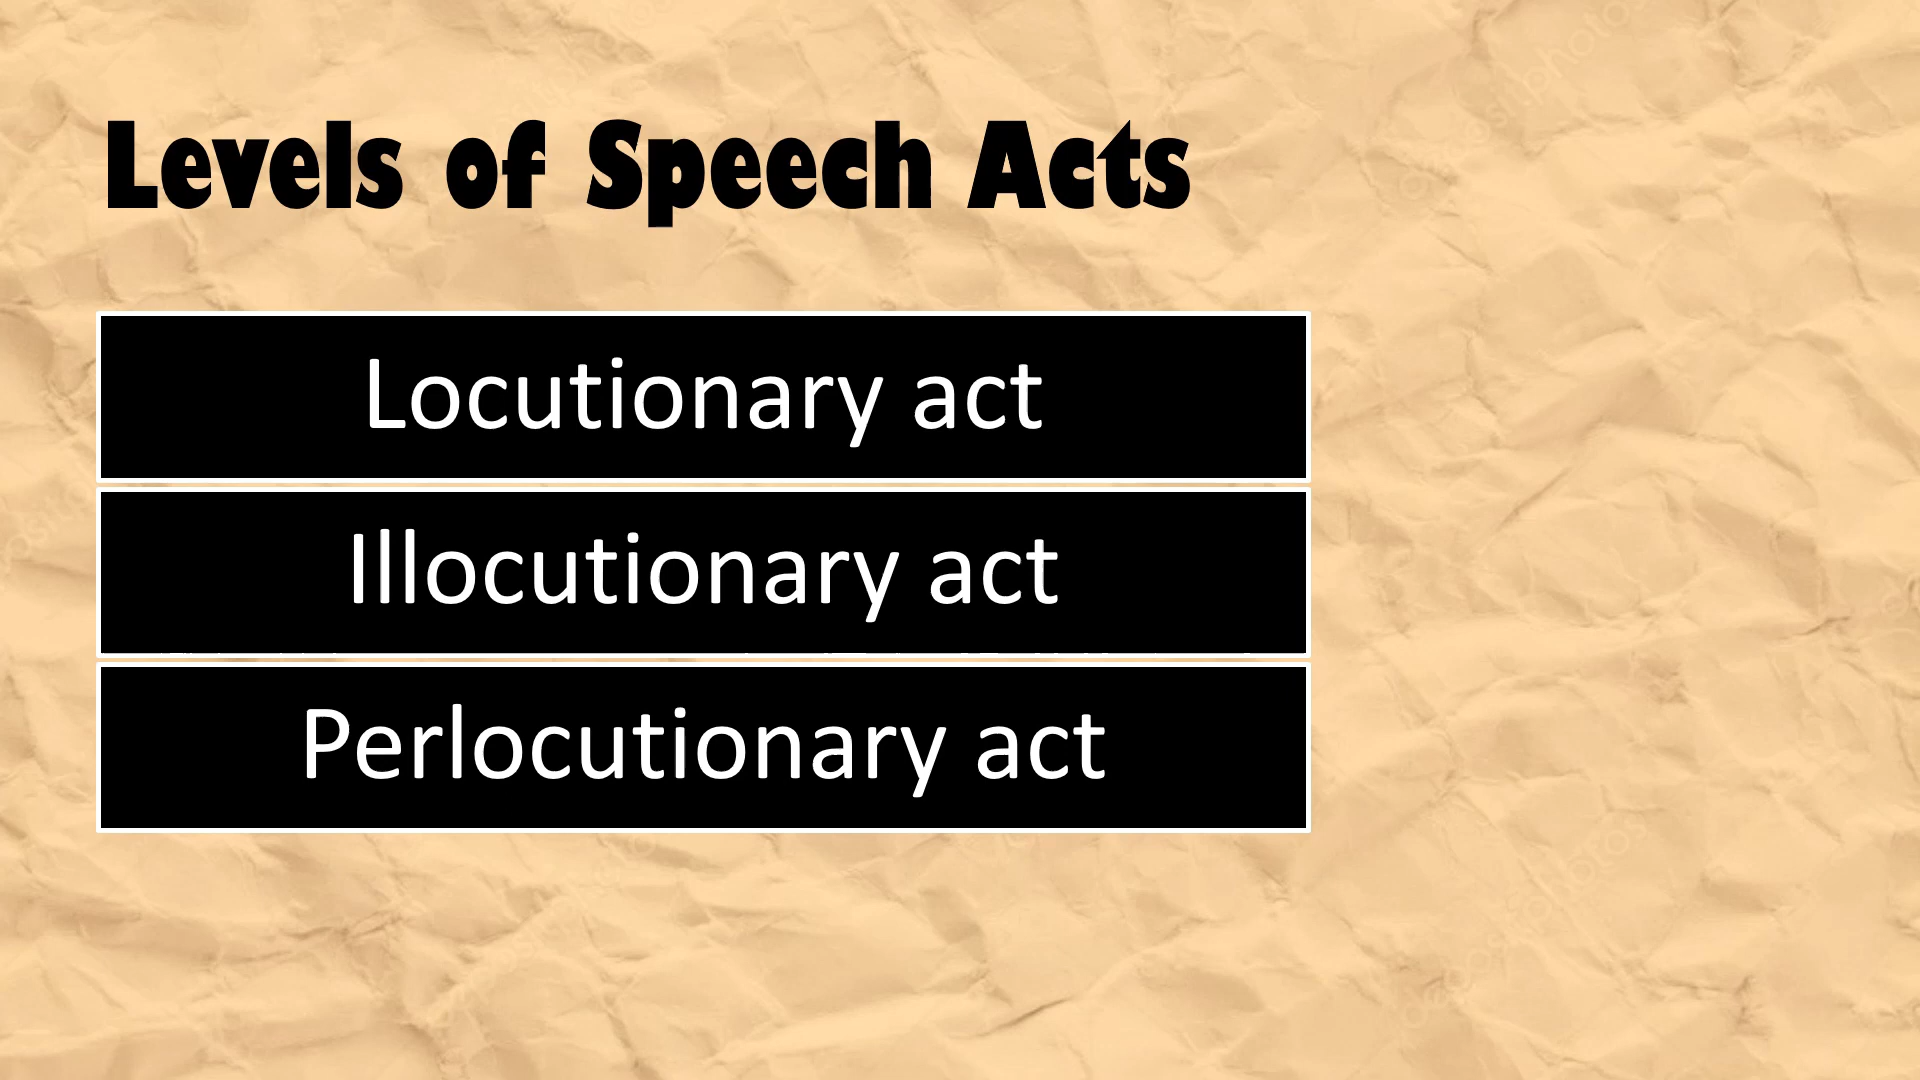 Levels of Speech Acts
Locutionary act
Illocutionary act
Perlocutionary act